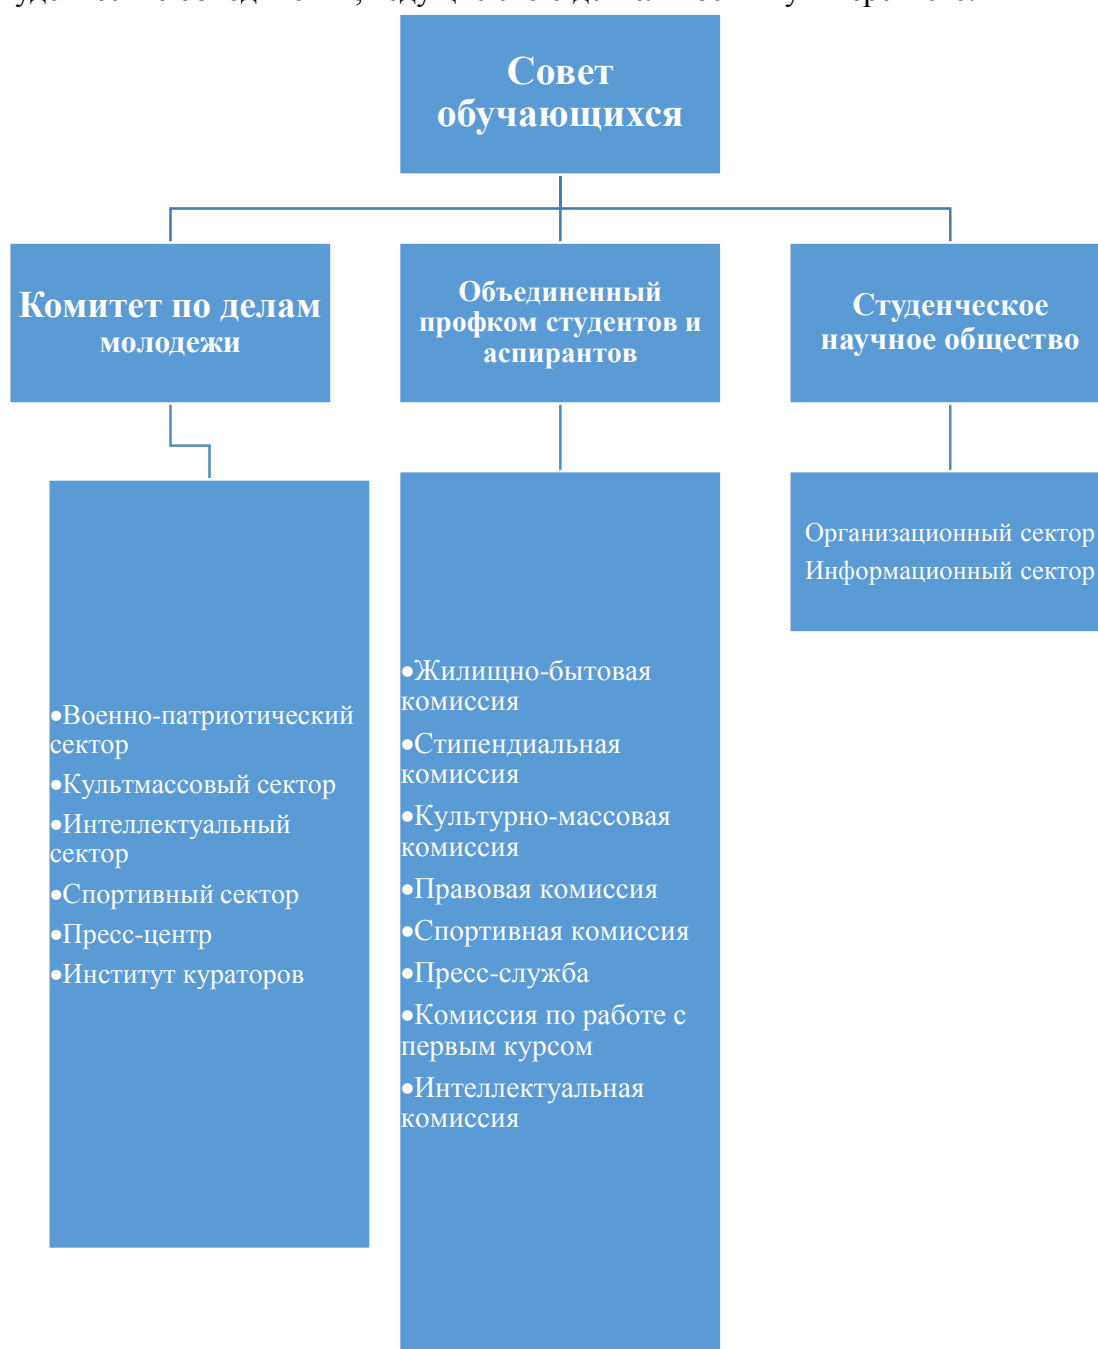 Совет
обучающихся
Комитет по делам
молодежи
Объединенный
профком студентов и
аспирантов
Студенческое
научное общество
•Военно-патриотический
сектор
•Культмассовый сектор
•Интеллектуальный
сектор
•Спортивный сектор
•Пресс-центр
•Институт кураторов
•Жилищно-бытовая
комиссия
•Стипендиальная
комиссия
•Культурно-массовая
комиссия
•Правовая комиссия
•Спортивная комиссия
•Пресс-служба
•Комиссия по работе с
первым курсом
•Интеллектуальная
комиссия
Организационный сектор
Информационный сектор